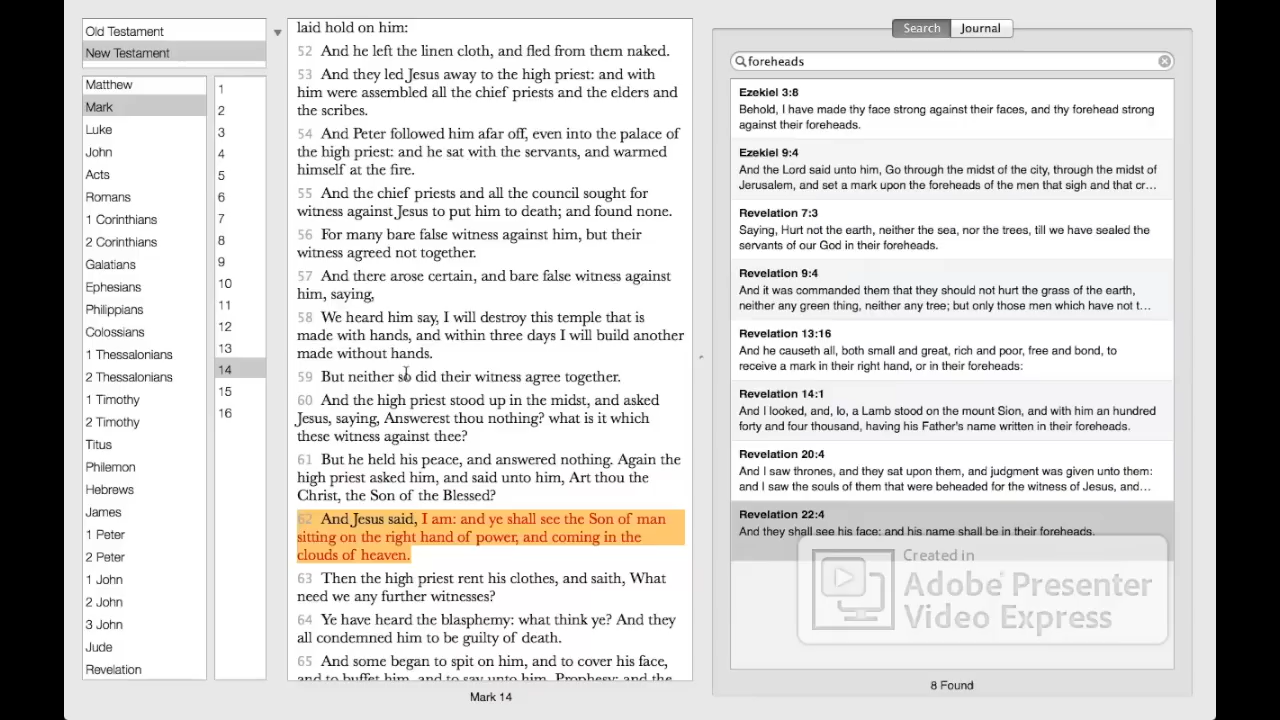 Old Testament
New Testament
Matthew
Mark
Luke
John
Acts
Romans
1 Corinthians
2 Corinthians
Galatians
Ephesians
Philippians
Colossians
1 Thessalonians
2 Thessalonians
1 Timothy
2 Timothy
Titus
Philemon
Hebrews
James
1 Peter
2 Peter
1 John
2 John
3 John
Jude
Revelation
1
2
3
4
5
6
7
8
9
10
11
12
13
14
15
16
laid hold on him:
52 And he left the linen cloth, and fled from them naked.
53 And they led Jesus away to the high priest: and with
him were assembled all the chief priests and the elders and
the scribes.
54 And Peter followed him afar off, even into the palace of
the high priest: and he sat with the servants, and warmed
himself at the fire.
55 And the chief priests and all the council sought for
witness against Jesus to put him to death; and found none.
56 For many bare false witness against him, but their
witness agreed not together.
57 And there arose certain, and bare false witness against
him, saying,
58 We heard him say, I will destroy this temple that is
made with hands, and within three days I will build another
made without hands.
59 But neither so did their witness agree together.
60 And the high priest stood up in the midst, and asked
Jesus, saying, Answerest thou nothing? what is it which
these witness against thee?
61 But he held his peace, and answered nothing. Again the
high priest asked him, and said unto him, Art thou the
Christ, the Son of the Blessed?
62 And Jesus said, I am: and ye shall see the Son of man
sitting on the right hand of power, and coming in the
clouds of heaven.
63 Then the high priest rent his clothes, and saith, What
need we any further witnesses?
64 Ye have heard the blasphemy: what think ye? And they
all condemned him to be guilty of death.
65 And some began to spit on him, and to cover his face,
and to buffet him, and to say unto him, Prophesy: and the
Mark 14
Search Journal
foreheads
Ezekiel 3:8
Behold, I have made thy face strong against their faces, and thy forehead strong
against their foreheads.
Ezekiel 9:4
And the Lord said unto him, Go through the midst of the city, through the midst of
Jerusalem, and set a mark upon the foreheads of the men that sigh and that cr...
Revelation 7:3
Saying, Hurt not the earth, neither the sea, nor the trees, till we have sealed the
servants of our God in their foreheads.
Revelation 9:4
And it was commanded them that they should not hurt the grass of the earth,
neither any green thing, neither any tree; but only those men which have not t...
Revelation 13:16
And he causeth all, both small and great, rich and poor, free and bond, to
receive a mark in their right hand, or in their foreheads:
Revelation 14:1
And I looked, and, lo, a Lamb stood on the mount Sion, and with him an hundred
forty and four thousand, having his Father's name written in their foreheads.
Revelation 20:4
And I saw thrones, and they sat upon them, and judgment was given unto them:
and I saw the souls of them that were beheaded for the witness of Jesus, and...
Revelation 22:4
And they shall see his face; and his name shall be in their foreheads.
Created in
Adobe Presenter
Video Express
8 Found